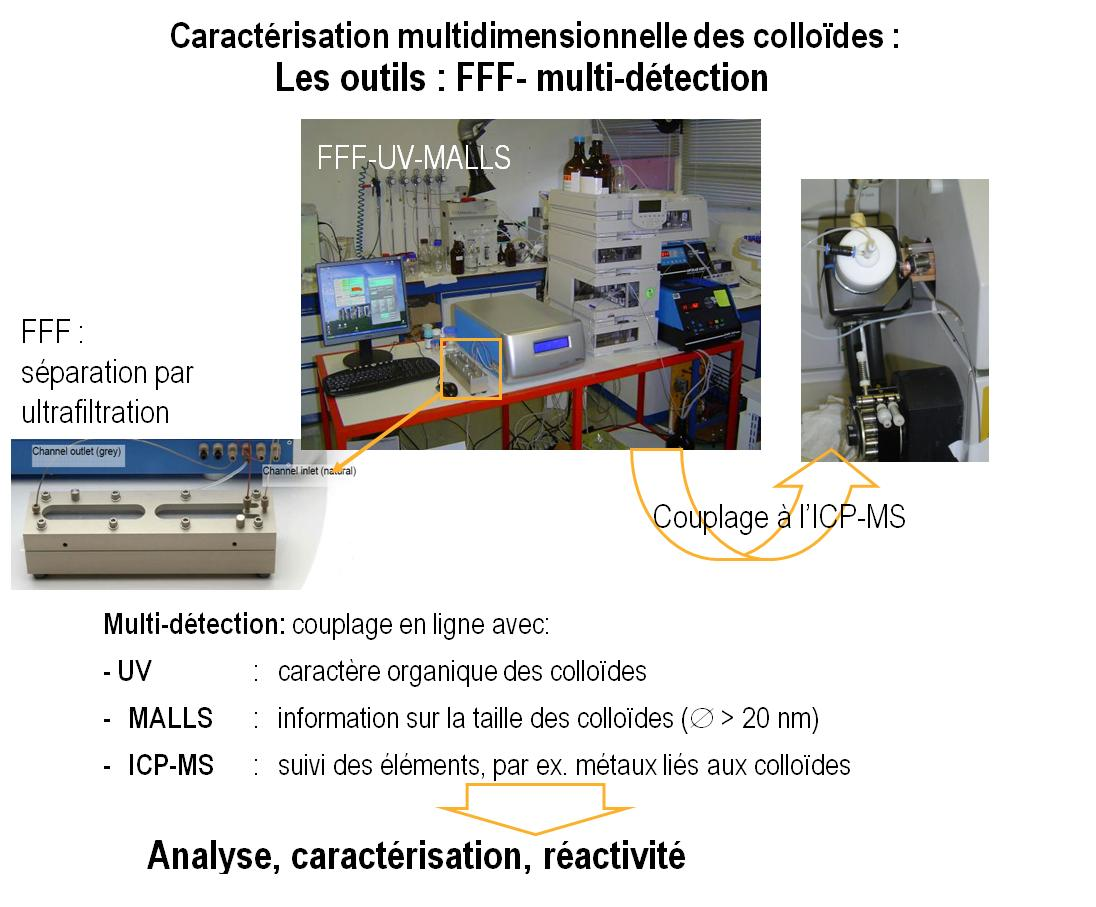 Caractérisation multidimensionnelle des colloïdes :
Les outils : FFF- multi-détection
FFF-UV-MALLS
FFF :
séparation par
ultrafiltration
Channel outlet (grey)
Channel inlet (natural)
Couplage à l'ICP-MS
Multi-détection: couplage en ligne avec:
- UV : caractère organique des colloïdes
- MALLS : information sur la taille des colloïdes (∅ > 20 nm)
- ICP-MS : suivi des éléments, par ex. métaux liés aux colloïdes
Analyse, caractérisation, réactivité